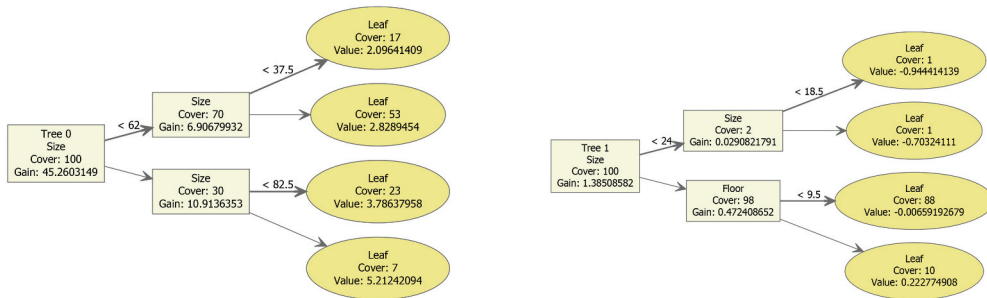 Tree 0
Size
Cover: 100
Gain: 45.2603149
< 62
Size
Cover: 70
Gain: 6.90679932
< 37.5
Leaf
Cover: 17
Value: 2.09641409
Leaf
Cover: 53
Value: 2.8289454
Size
Cover: 30
Gain: 10.9136353
< 82.5
Leaf
Cover: 23
Value: 3.78637958
Leaf
Cover: 7
Value: 5.21242094
Tree 1
Size
Cover: 100
Gain: 1.38508582
< 24
Size
Cover: 2
Gain: 0.0290821791
< 18.5
Leaf
Cover: 1
Value: -0.944414139
Leaf
Cover: 1
Value: -0.70324111
Floor
Cover: 98
Gain: 0.472408652
< 9.5
Leaf
Cover: 88
Value: -0.00659192679
Leaf
Cover: 10
Value: 0.222774908